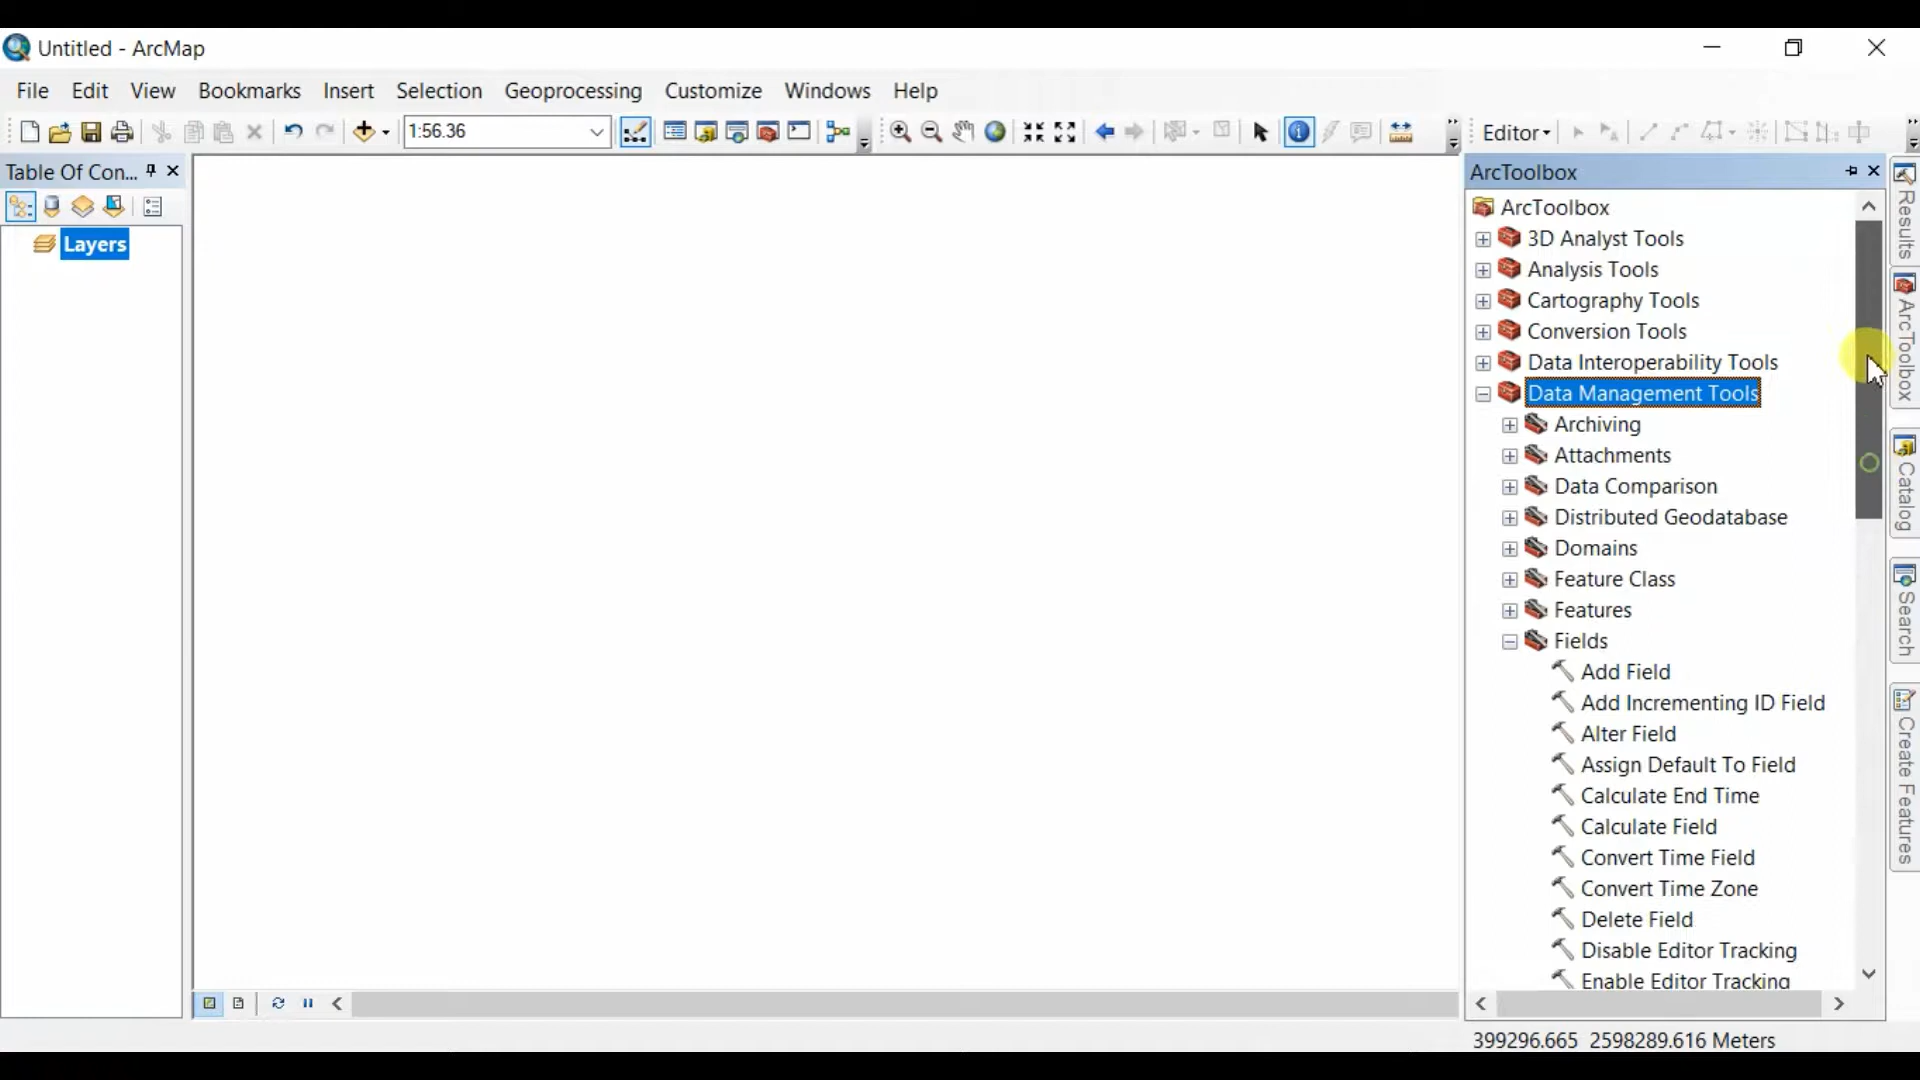 Untitled - ArcMap
File Edit View Bookmarks Insert Selection Geoprocessing Customize Windows Help
1:56.36
Editor
Table Of Con...
Layers
ArcToolbox
ArcToolbox
3D Analyst Tools
Analysis Tools
Cartography Tools
Conversion Tools
Data Interoperability Tools
Data Management Tools
Archiving
Attachments
Data Comparison
Distributed Geodatabase
Domains
Feature Class
Features
Fields
Add Field
Add Incrementing ID Field
Alter Field
Assign Default To Field
Calculate End Time
Calculate Field
Convert Time Field
Convert Time Zone
Delete Field
Disable Editor Tracking
Enable Editor Tracking
Results
ArcToolbox
Catalog
Search
Create Features
399296.665 2598289.616 Meters